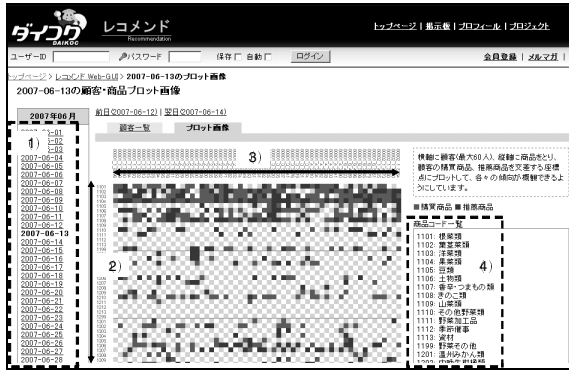 ダイコク
DAIKOC
レコメンド
Recommendation
トップページ | 掲示板 | プロフィール | プロジェクト
ユーザーID
パスワード
保存
自動
ログイン
会員登録 | メルマガ |
トップページ > レコメンド Web-GUI > 2007-06-13のプロット画像
2007-06-13の顧客・商品プロット画像
2007年06月
前日(2007-06-12) | 翌日(2007-06-14)
顧客一覧
プロット画像
1)
2007-06-04
2007-06-05
2007-06-06
2007-06-07
2007-06-08
2007-06-09
2007-06-10
2007-06-11
2007-06-12
2007-06-13
2007-06-14
2007-06-15
2007-06-16
2007-06-17
2007-06-18
2007-06-19
2007-06-20
2007-06-21
2007-06-22
2007-06-23
2007-06-24
2007-06-25
2007-06-26
2007-06-27
2007-06-28
2)
3)
横軸に顧客(最大60人)、縦軸に商品をとり、
顧客の購買商品、推薦商品を交差する座標
点にプロットして、各々の傾向が概観できるよ
うにしています。
■購買商品 ■推薦商品
商品コード一覧
4)
1101: 根菜類
1102: 葉茎菜類
1103: 洋菜類
1104: 果菜類
1105: 豆類
1106: 土物類
1107: 香辛・つまもの類
1108: きのこ類
1109: 山菜類
1110: その他野菜類
1111: 野菜加工品
1112: 季節催事
1113: 資材
1199: 野菜その他
1201: 温州みかん類